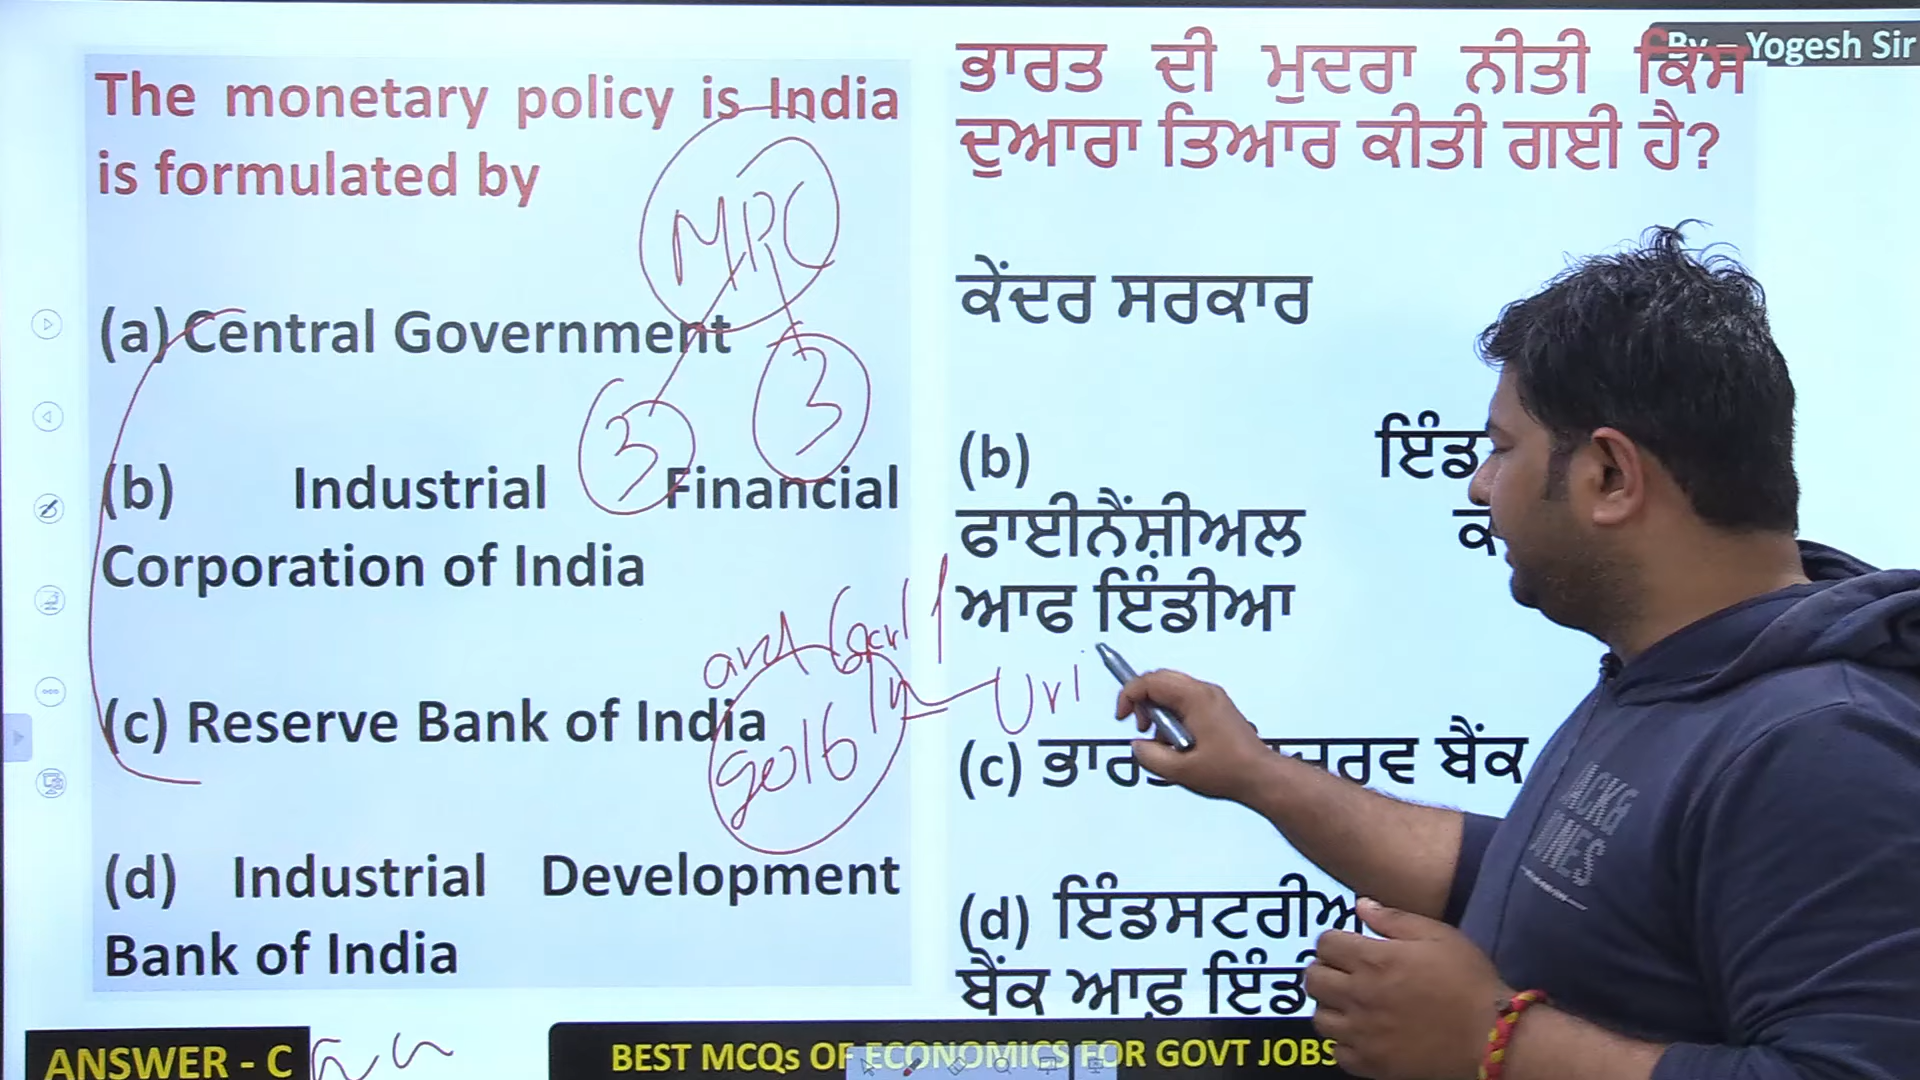 By - Yogesh Sir
The monetary policy is India
is formulated by
(a) Central Government
(b) Industrial Financial
Corporation of India
(c) Reserve Bank of India
(d) Industrial Development
Bank of India
ਭਾਰਤ ਦੀ ਮੁਦਰਾ ਨੀਤੀ ਕਿਸ
ਦੁਆਰਾ ਤਿਆਰ ਕੀਤੀ ਗਈ ਹੈ?
ਕੇਂਦਰ ਸਰਕਾਰ
(b)
ਫਾਈਨੈਂਸ਼ੀਅਲ
ਆਫ ਇੰਡੀਆ
(c) ਬੈਂਕ
(d)
ਬੈਂਕ ਆਫ਼
MPC
3 3
2016
Uri
ANSWER - C
BEST MCQs OF ECONOMICS FOR GOVT JOBS